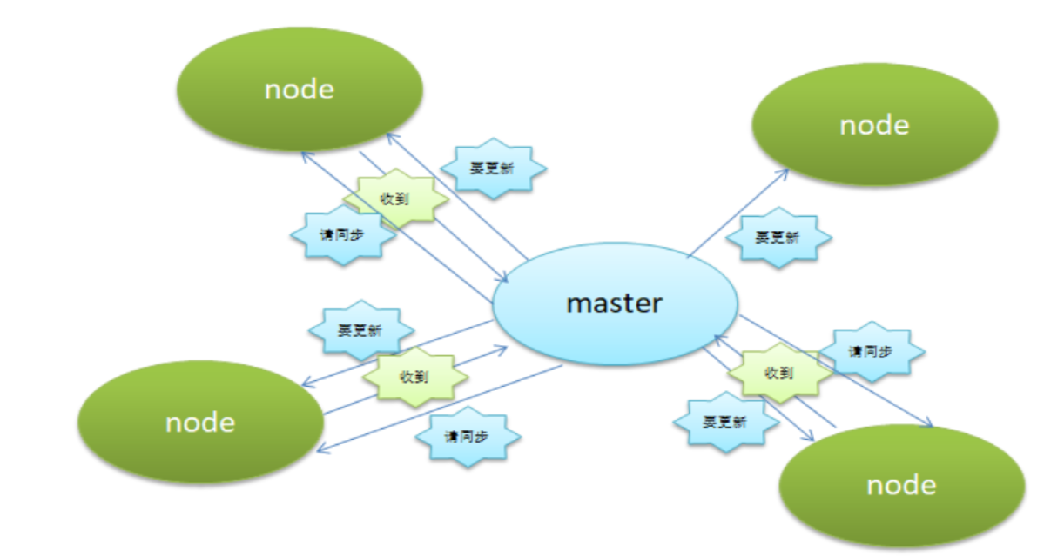 node
node
要更新
收到
请同步
要更新
master
要更新
收到
请同步
请同步
收到
要更新
node
node